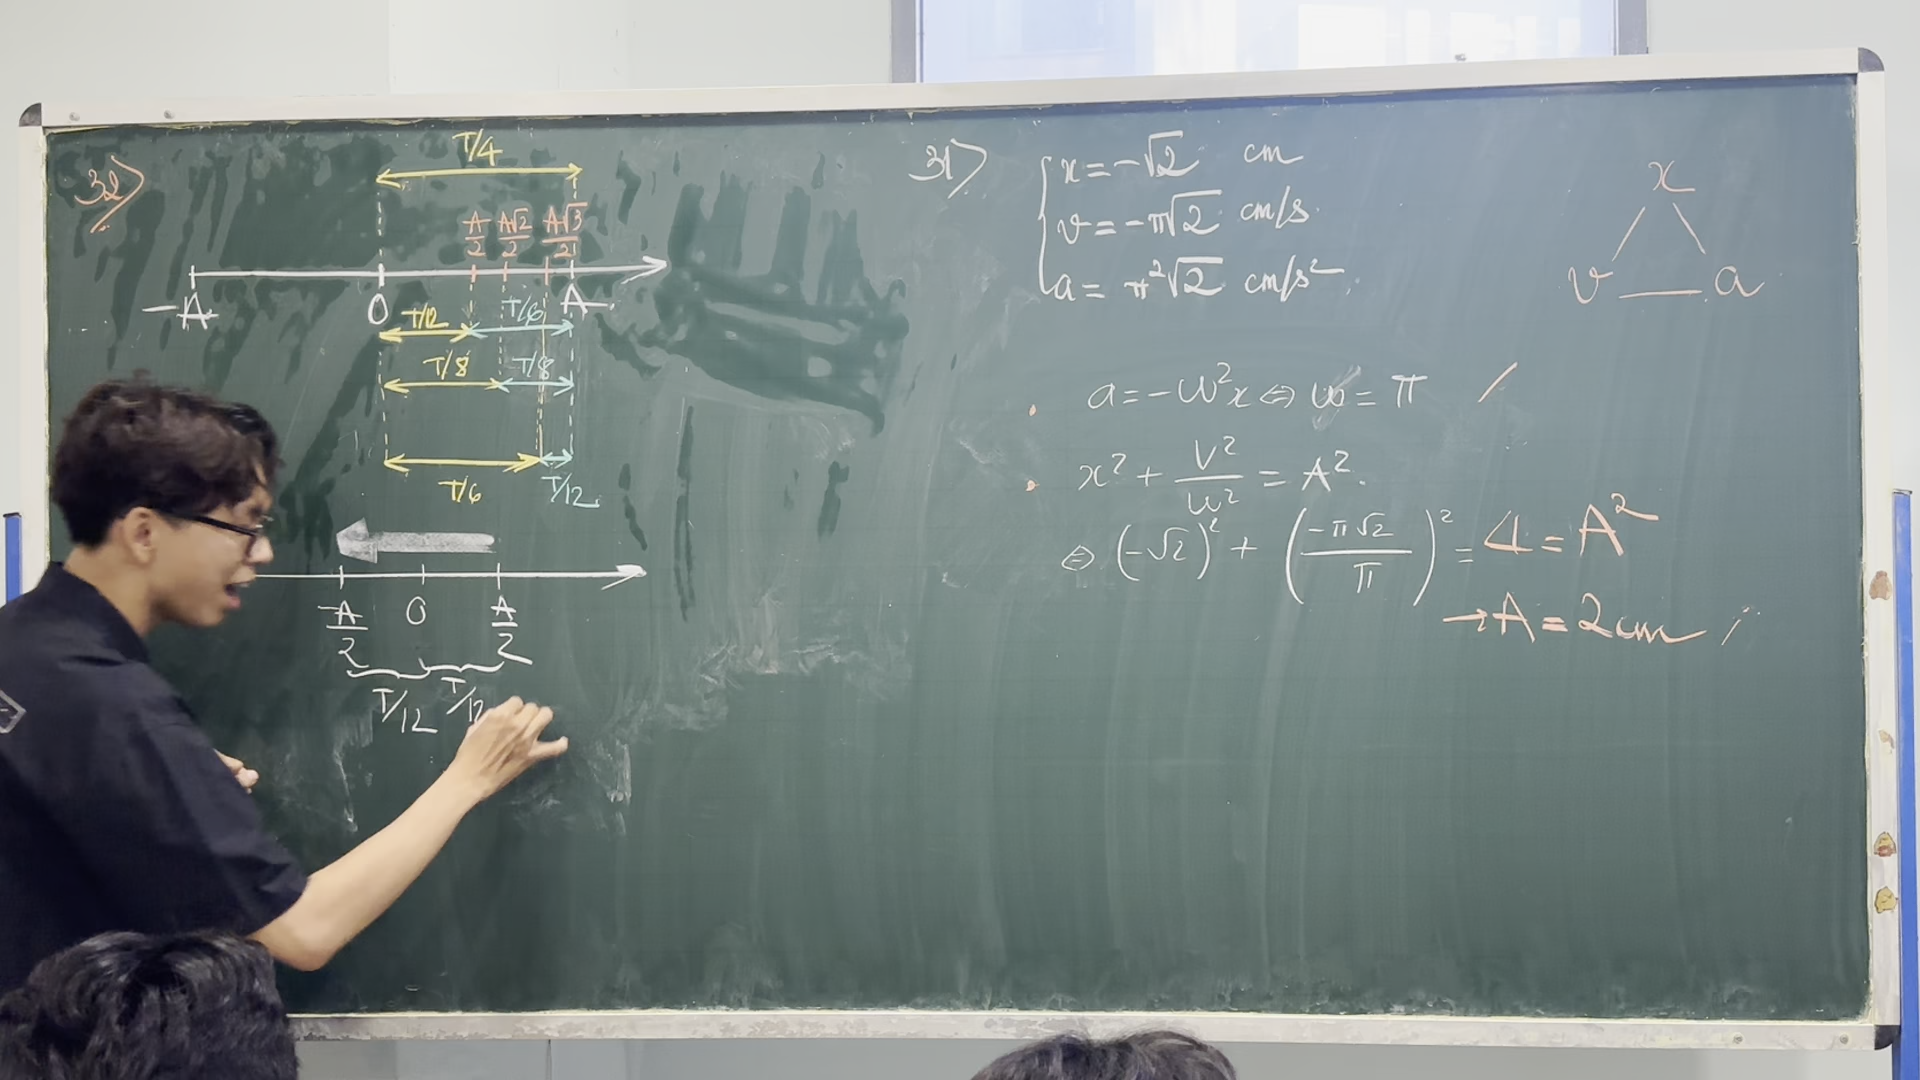 32>
T/4
A/2 A√2/2 A√3/2
-A O A
T/12 T/6
T/8 T/8
T/6 T/12
-A/2 O A/2
T/12 T/12
31>
x = -√2 cm
v = -π√2 cm/s.
a = π²√2 cm/s².
x
v a
a = -ω²x ⇔ ω = π
x² + V²/ω² = A².
⇔ (-√2)² + (-π√2/π)² = 4 = A²
→ A = 2cm